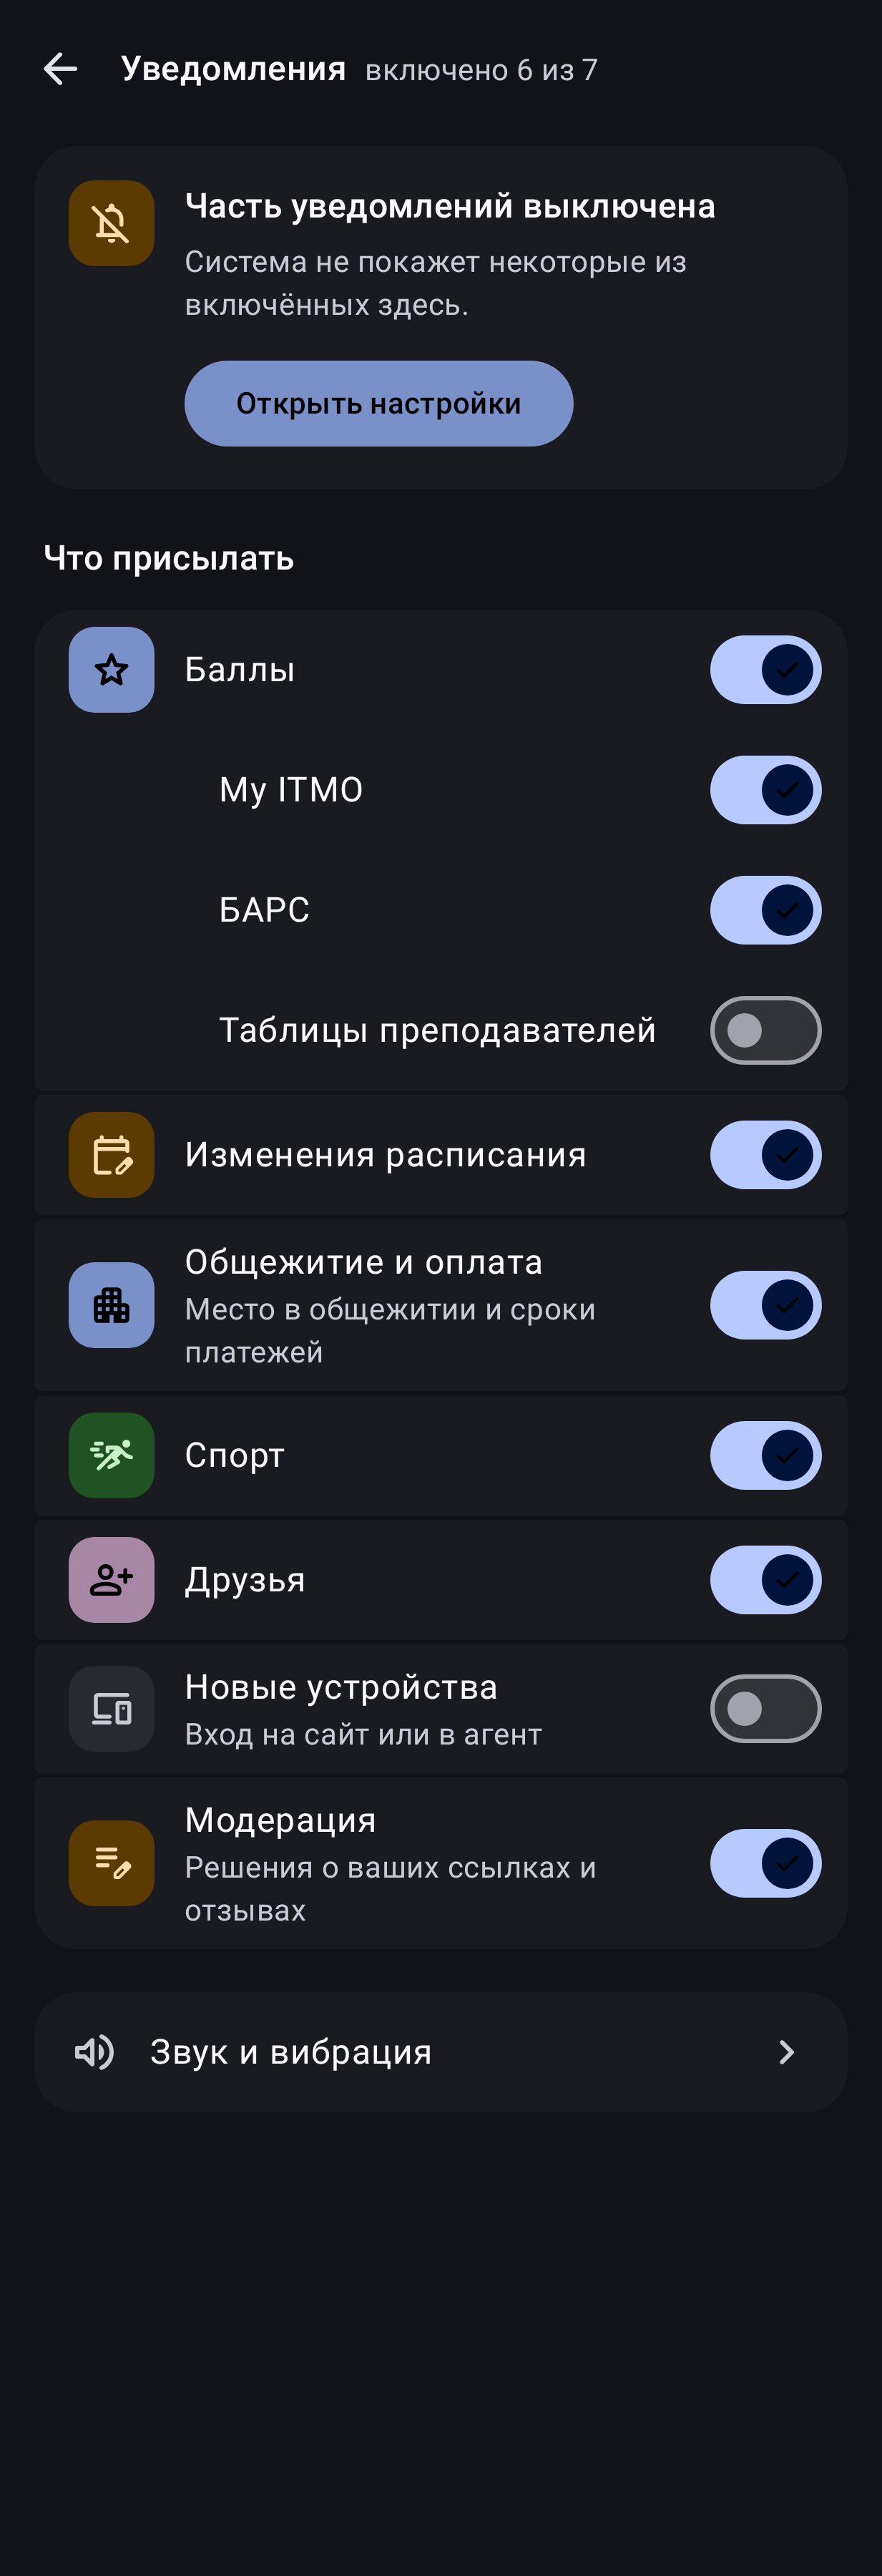 Уведомления включено 6 из 7
Часть уведомлений выключена
Система не покажет некоторые из
включённых здесь.
Открыть настройки
Что присылать
Баллы
My ITMO
БАРС
Таблицы преподавателей
Изменения расписания
Общежитие и оплата
Место в общежитии и сроки
платежей
Спорт
Друзья
Новые устройства
Вход на сайт или в агент
Модерация
Решения о ваших ссылках и
отзывах
Звук и вибрация